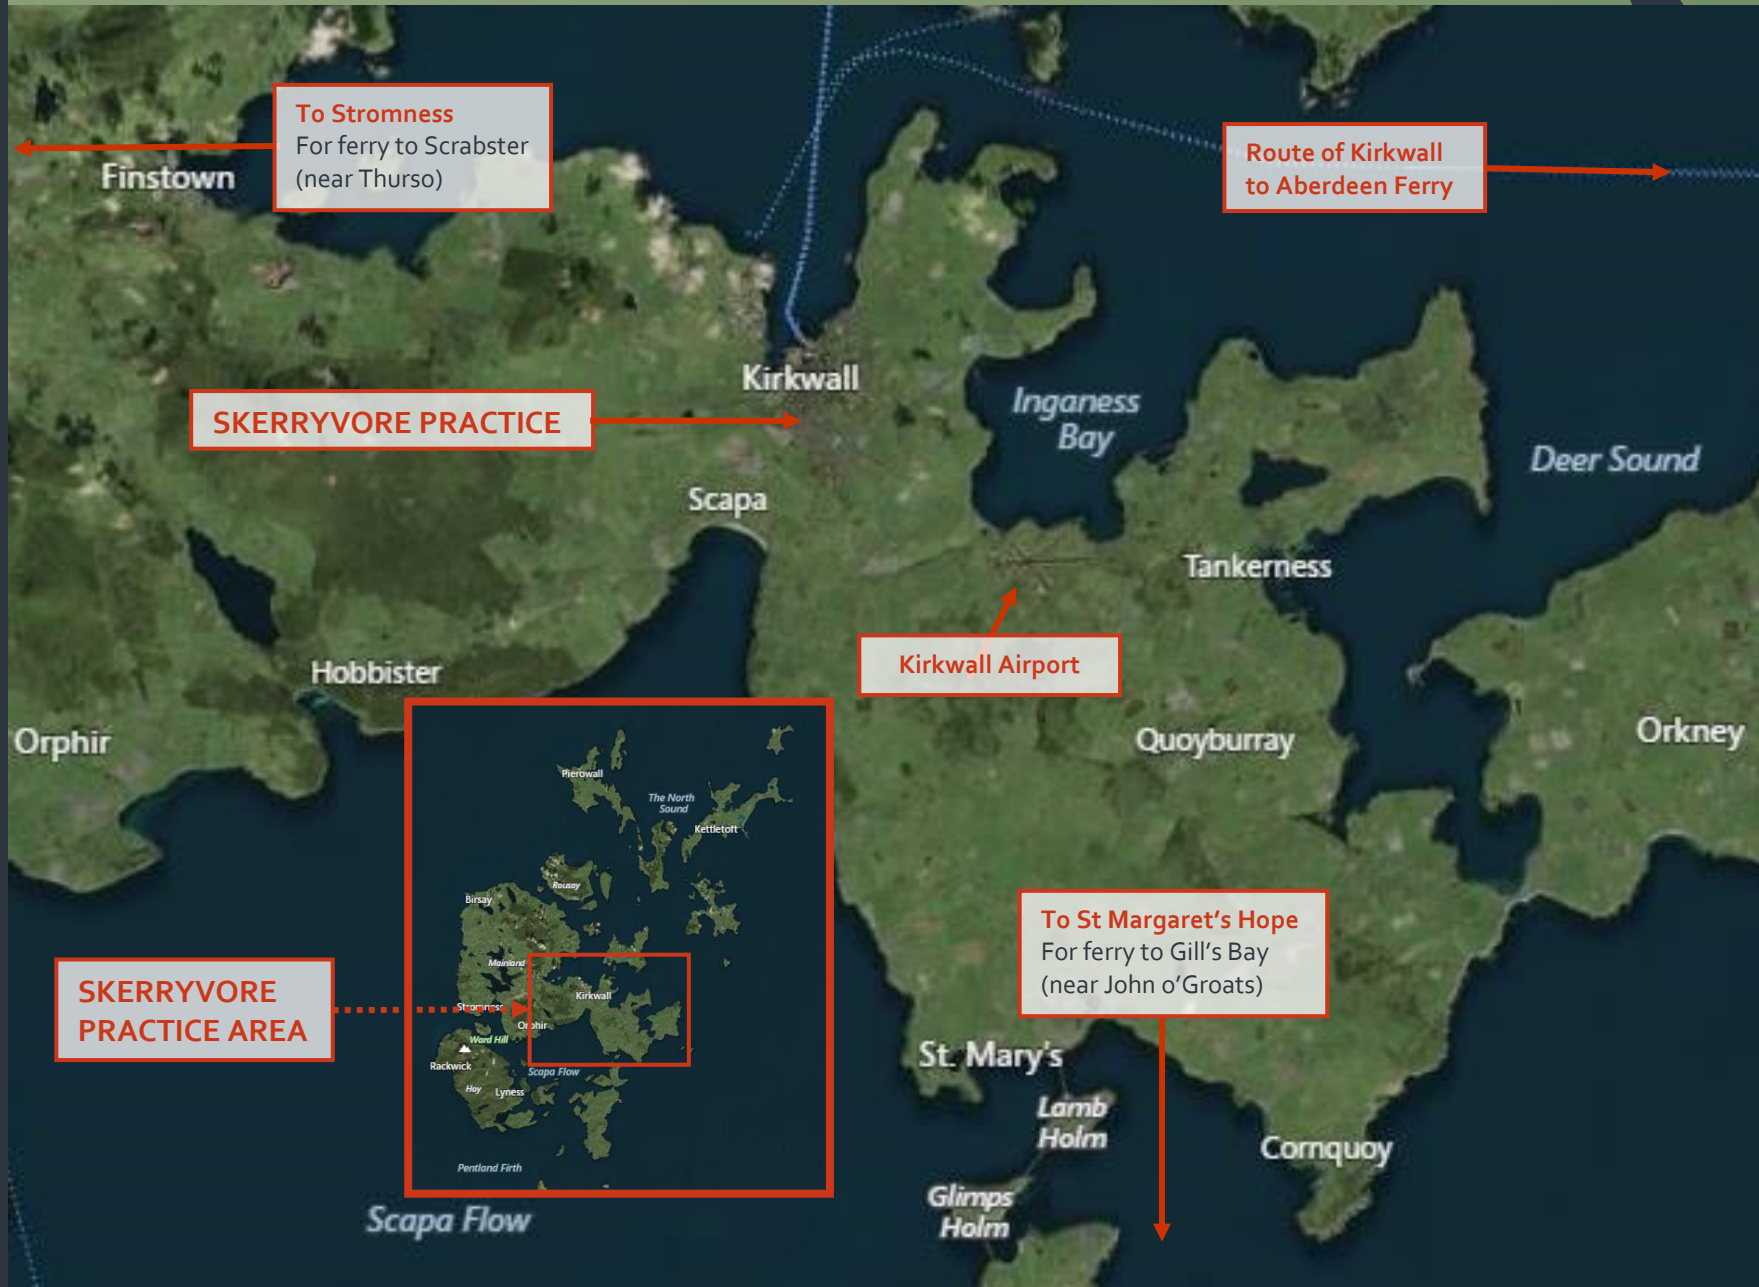 To Stromness
For ferry to Scrabster
(near Thurso)
Finstown
Route of Kirkwall
to Aberdeen Ferry
Kirkwall
SKERRYVORE PRACTICE
Inganess
Bay
Deer Sound
Scapa
Tankerness
Kirkwall Airport
Hobbister
Orphir
Quoyburray
Orkney
Pierowall
The North
Sound
Kettletoft
Rousay
Birsay
Mainland
Kirkwall
Stromness
Orphir
Ward Hill
Rackwick
Scapa Flow
Hoy
Lyness
Pentland Firth
SKERRYVORE
PRACTICE AREA
To St Margaret's Hope
For ferry to Gill's Bay
(near John o'Groats)
St. Mary's
Lamb
Holm
Cornquoy
Glimps
Holm
Scapa Flow